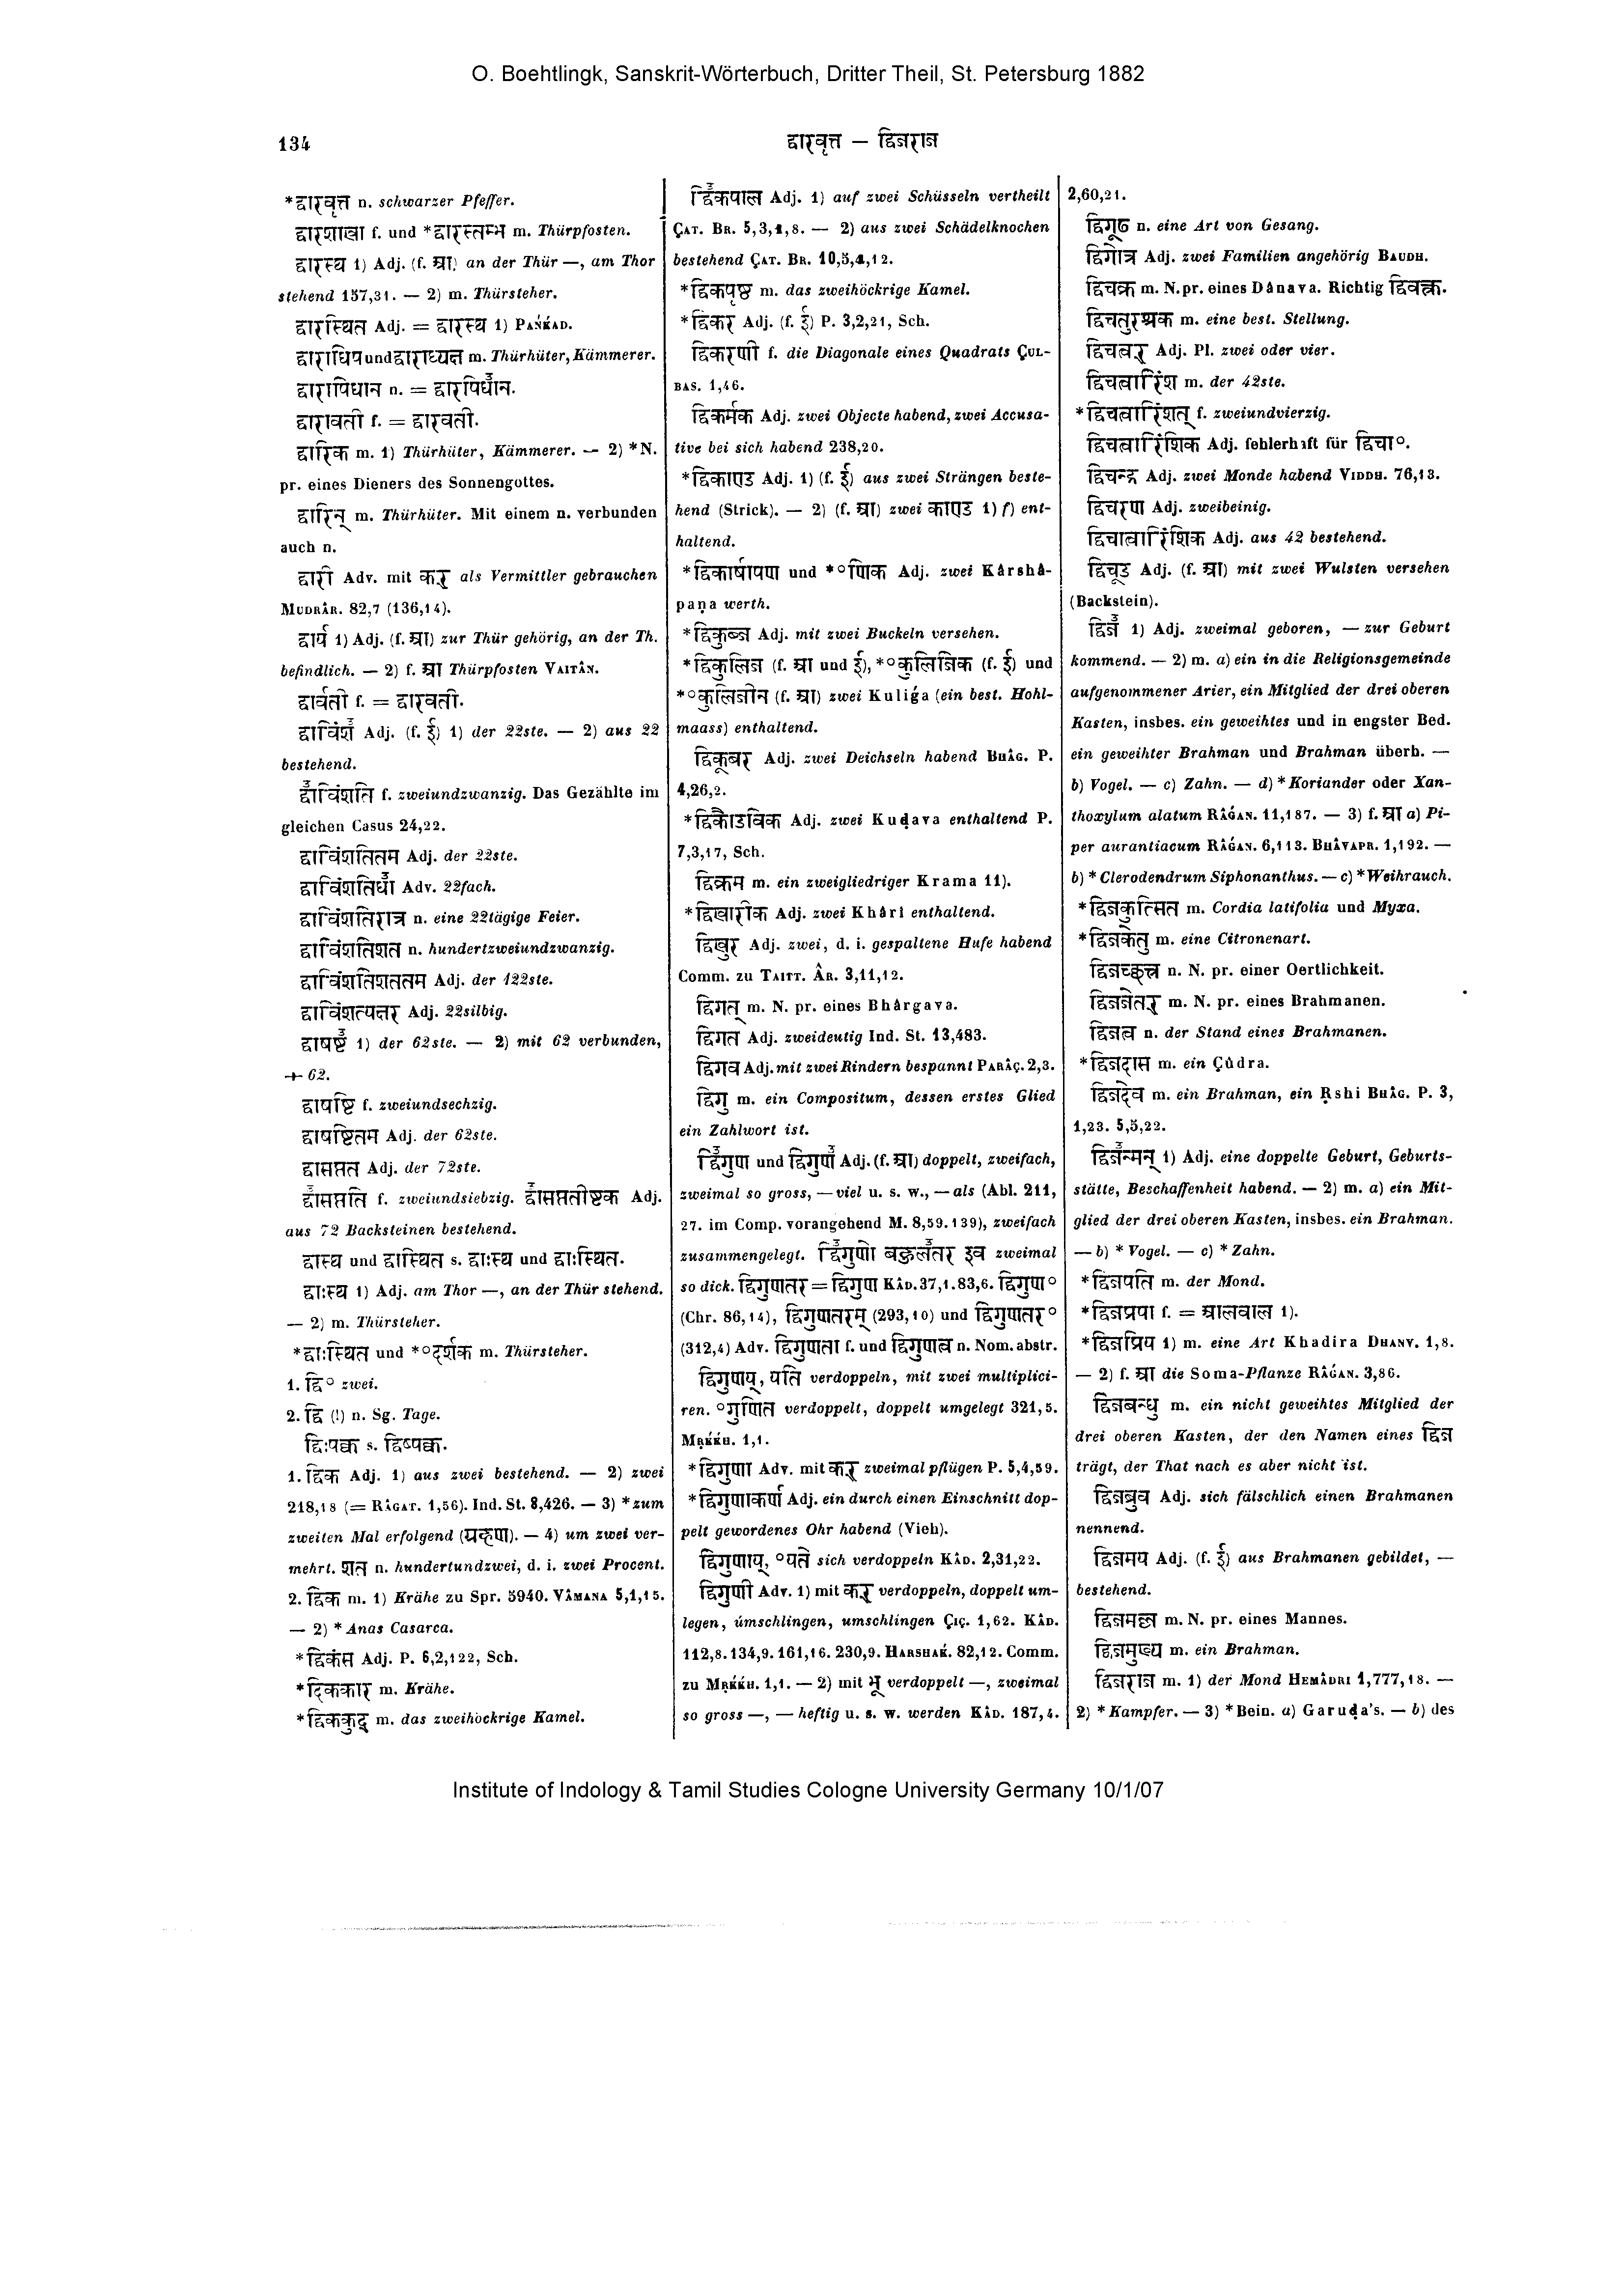 O. Boehtlingk, Sanskrit-Wörterbuch, Dritter Theil, St. Petersburg 1882
134
द्वारवृत्त — द्विजराज
*द्वारवृत्त n. schwarzer Pfeffer.
द्वारशाखा f. und *द्वारस्तम्भ m. Thürpfosten.
द्वारस्थ 1) Adj. (f. आ) an der Thür —, am Thor
stehend 157,31. — 2) m. Thürsteher.
द्वारस्थित Adj. = द्वारस्थ 1) PAÑKAD.
द्वाराधिप und द्वाराध्यक्ष m. Thürhüter, Kämmerer.
द्वारापिधान n. = द्वारपिधान.
द्वारावती f. = द्वारवती.
द्वारिक m. 1) Thürhüter, Kämmerer. — 2) *N.
pr. eines Dieners des Sonnengottes.
द्वारिन् m. Thürhüter. Mit einem n. verbunden
auch n.
द्वारी Adv. mit कर् als Vermittler gebrauchen
MUDRÂR. 82,7 (136,14).
द्वार्य 1) Adj. (f. आ) zur Thür gehörig, an der Th.
befindlich. — 2) f. आ Thürpfosten VAITÂN.
द्वार्वती f. = द्वारवती.
द्वाविंश Adj. (f. ई) 1) der 22ste. — 2) aus 22
bestehend.
द्वाविंशति f. zweiundzwanzig. Das Gezählte im
gleichen Casus 24,22.
द्वाविंशतितम Adj. der 22ste.
द्वाविंशतिधा Adv. 22fach.
द्वाविंशतिरात्र n. eine 22tägige Feier.
द्वाविंशतिशत n. hundertzweiundzwanzig.
द्वाविंशतिशततम Adj. der 122ste.
द्वाविंशत्यक्षर Adj. 22silbig.
द्वाषष्ट 1) der 62ste. — 2) mit 62 verbunden,
+ 62.
द्वाषष्टि f. zweiundsechzig.
द्वाषष्टितम Adj. der 62ste.
द्वासप्तत Adj. der 72ste.
द्वासप्तति f. zweiundsiebzig. द्वासप्ततीष्टक Adj.
aus 72 Backsteinen bestehend.
द्वास्थ und द्वास्थित s. द्वाःस्थ und द्वाःस्थित.
द्वाःस्थ 1) Adj. am Thor —, an der Thür stehend.
— 2) m. Thürsteher.
*द्वाःस्थित und *°दर्शक m. Thürsteher.
1. द्वि° zwei.
2. द्वि (!) n. Sg. Tage.
द्विःपक्व s. द्विष्पक्व.
1. द्विक Adj. 1) aus zwei bestehend. — 2) zwei
218,18 (= RÂGAT. 1,56). Ind. St. 8,426. — 3) *zum
zweiten Mal erfolgend (ग्रहण). — 4) um zwei ver-
mehrt. शत n. hundertundzwei, d. i. zwei Procent.
2. द्विक m. 1) Krähe zu Spr. 5940. VÂMANA 5,1,15.
— 2) * Anas Casarca.
*द्विकंस Adj. P. 6,2,122, Sch.
*द्विककार m. Krähe.
*द्विककुद् m. das zweihöckrige Kamel.
द्विकपाल Adj. 1) auf zwei Schüsseln vertheilt
ÇAT. BR. 5,3,1,8. — 2) aus zwei Schädelknochen
bestehend ÇAT. BR. 10,5,4,12.
*द्विकपृष्ठ m. das zweihöckrige Kamel.
*द्विकर Adj. (f. ई) P. 3,2,21, Sch.
द्विकरणी f. die Diagonale eines Quadrats ÇUL-
BAS. 1,46.
द्विकर्मक Adj. zwei Objecte habend, zwei Accusa-
tive bei sich habend 238,20.
*द्विकाण्ड Adj. 1) (f. ई) aus zwei Strängen beste-
hend (Strick). — 2) (f. आ) zwei काण्ड 1) f) ent-
haltend.
*द्विकार्षापण und *°णिक Adj. zwei Kârshâ-
paṇa werth.
*द्विकुब्ज Adj. mit zwei Buckeln versehen.
*द्विकुलिज (f. आ und ई), *°कुलिजिक (f. ई) und
*°कुलिजीन (f. आ) zwei Kuliǵa (ein best. Hohl-
maass) enthaltend.
द्विकूबर Adj. zwei Deichseln habend BHÂG. P.
4,26,2.
*द्विकौडविक Adj. zwei Kuḍava enthaltend P.
7,3,17, Sch.
द्विक्रम m. ein zweigliedriger Krama 11).
*द्विखारीक Adj. zwei Khârî enthaltend.
द्विखुर Adj. zwei, d. i. gespaltene Hufe habend
Comm. zu TAITT. ÂR. 3,11,12.
द्विगत् m. N. pr. eines Bhârgava.
द्विगत Adj. zweideutig Ind. St. 13,483.
द्विगव Adj. mit zwei Rindern bespannt PARÂÇ. 2,3.
द्विगु m. ein Compositum, dessen erstes Glied
ein Zahlwort ist.
द्विगुण und द्विगुण Adj. (f. आ) doppelt, zweifach,
zweimal so gross, — viel u. s. w., — als (Abl. 211,
27. im Comp. vorangehend M. 8,59. 139), zweifach
zusammengelegt. द्विगुणो वक्कलतर इव zweimal
so dick. द्विगुणतर = द्विगुण KÂD. 37,1. 83,6. द्विगुण°
(Chr. 86,14), द्विगुणतरम् (293,10) und द्विगुणतर°
(312,4) Adv. द्विगुणता f. und द्विगुणत्व n. Nom. abstr.
द्विगुणय्, यति verdoppeln, mit zwei multiplici-
ren. °गुणित verdoppelt, doppelt umgelegt 321,5.
MṚKKH. 1,1.
*द्विगुणा Adv. mit कर् zweimal pflügen P. 5,4,59.
*द्विगुणाकर्ण Adj. ein durch einen Einschnitt dop-
pelt gewordenes Ohr habend (Vieh).
द्विगुणाय्, °यते sich verdoppeln KÂD. 2,31,22.
द्विगुणी Adv. 1) mit कर् verdoppeln, doppelt um-
legen, úmschlingen, umschlingen ÇIÇ. 1,62. KÂD.
112,8. 134,9. 161,16. 230,9. HARSHAK. 82,12. Comm.
zu MṚKKH. 1,1. — 2) mit भू verdoppelt —, zweimal
so gross —, — heftig u. s. w. werden KÂD. 187,4.
2,60,21.
द्विगूढ n. eine Art von Gesang.
द्विगोत्र Adj. zwei Familien angehörig BAUDH.
द्विचक्र m. N. pr. eines Dânava. Richtig द्विवक्त्र.
द्विचतुरश्रक m. eine best. Stellung.
द्विचत्वर् Adj. Pl. zwei oder vier.
द्विचत्वारिंश m. der 42ste.
*द्विचत्वारिंशत् f. zweiundvierzig.
द्विचत्वारिंशिक Adj. fehlerhaft für द्विचा°.
द्विचन्द्र Adj. zwei Monde habend VIDDH. 76,13.
द्विचरण Adj. zweibeinig.
द्विचात्वारिंशिक Adj. aus 42 bestehend.
द्विचूड Adj. (f. आ) mit zwei Wulsten versehen
(Backstein).
द्विज 1) Adj. zweimal geboren, — zur Geburt
kommend. — 2) m. a) ein in die Religionsgemeinde
aufgenommener Arier, ein Mitglied der drei oberen
Kasten, insbes. ein geweihtes und in engster Bed.
ein geweihter Brahman und Brahman überh. —
b) Vogel. — c) Zahn. — d) * Koriander oder Xan-
thoxylum alatum RÂǴAN. 11,187. — 3) f. आ a) Pi-
per aurantiacum RÂǴAN. 6,113. BHÂVAPR. 1,192. —
b) * Clerodendrum Siphonanthus. — c) * Weihrauch.
*द्विजकुत्सित m. Cordia latifolia und Myxa.
*द्विजकेतु m. eine Citronenart.
द्विजच्छत्त्र n. N. pr. einer Oertlichkeit.
द्विजजेतर् m. N. pr. eines Brahmanen.
द्विजत्व n. der Stand eines Brahmanen.
*द्विजदास m. ein Çûdra.
द्विजदेव m. ein Brahman, ein Ṛshi BHÂG. P. 3,
1,23. 5,5,22.
द्विजन्मन् 1) Adj. eine doppelte Geburt, Geburts-
stätte, Beschaffenheit habend. — 2) m. a) ein Mit-
glied der drei oberen Kasten, insbes. ein Brahman.
— b) * Vogel. — c) * Zahn.
*द्विजपति m. der Mond.
*द्विजप्रपा f. = आलवाल 1).
*द्विजप्रिय 1) m. eine Art Khadira DHANV. 1,8.
— 2) f. आ die Soma-Pflanze RÂǴAN. 3,86.
द्विजबन्धु m. ein nicht geweihtes Mitglied der
drei oberen Kasten, der den Namen eines द्विज
trägt, der That nach es aber nicht ist.
द्विजब्रुव Adj. sich fälschlich einen Brahmanen
nennend.
द्विजमय Adj. (f. ई) aus Brahmanen gebildet, —
bestehend.
द्विजमल्ल m. N. pr. eines Mannes.
द्विजमुख्य m. ein Brahman.
द्विजराज m. 1) der Mond HEMÂDRI 1,777,18. —
2) * Kampfer. — 3) * Bein. a) Garuḍa's. — b) des
Institute of Indology & Tamil Studies Cologne University Germany 10/1/07